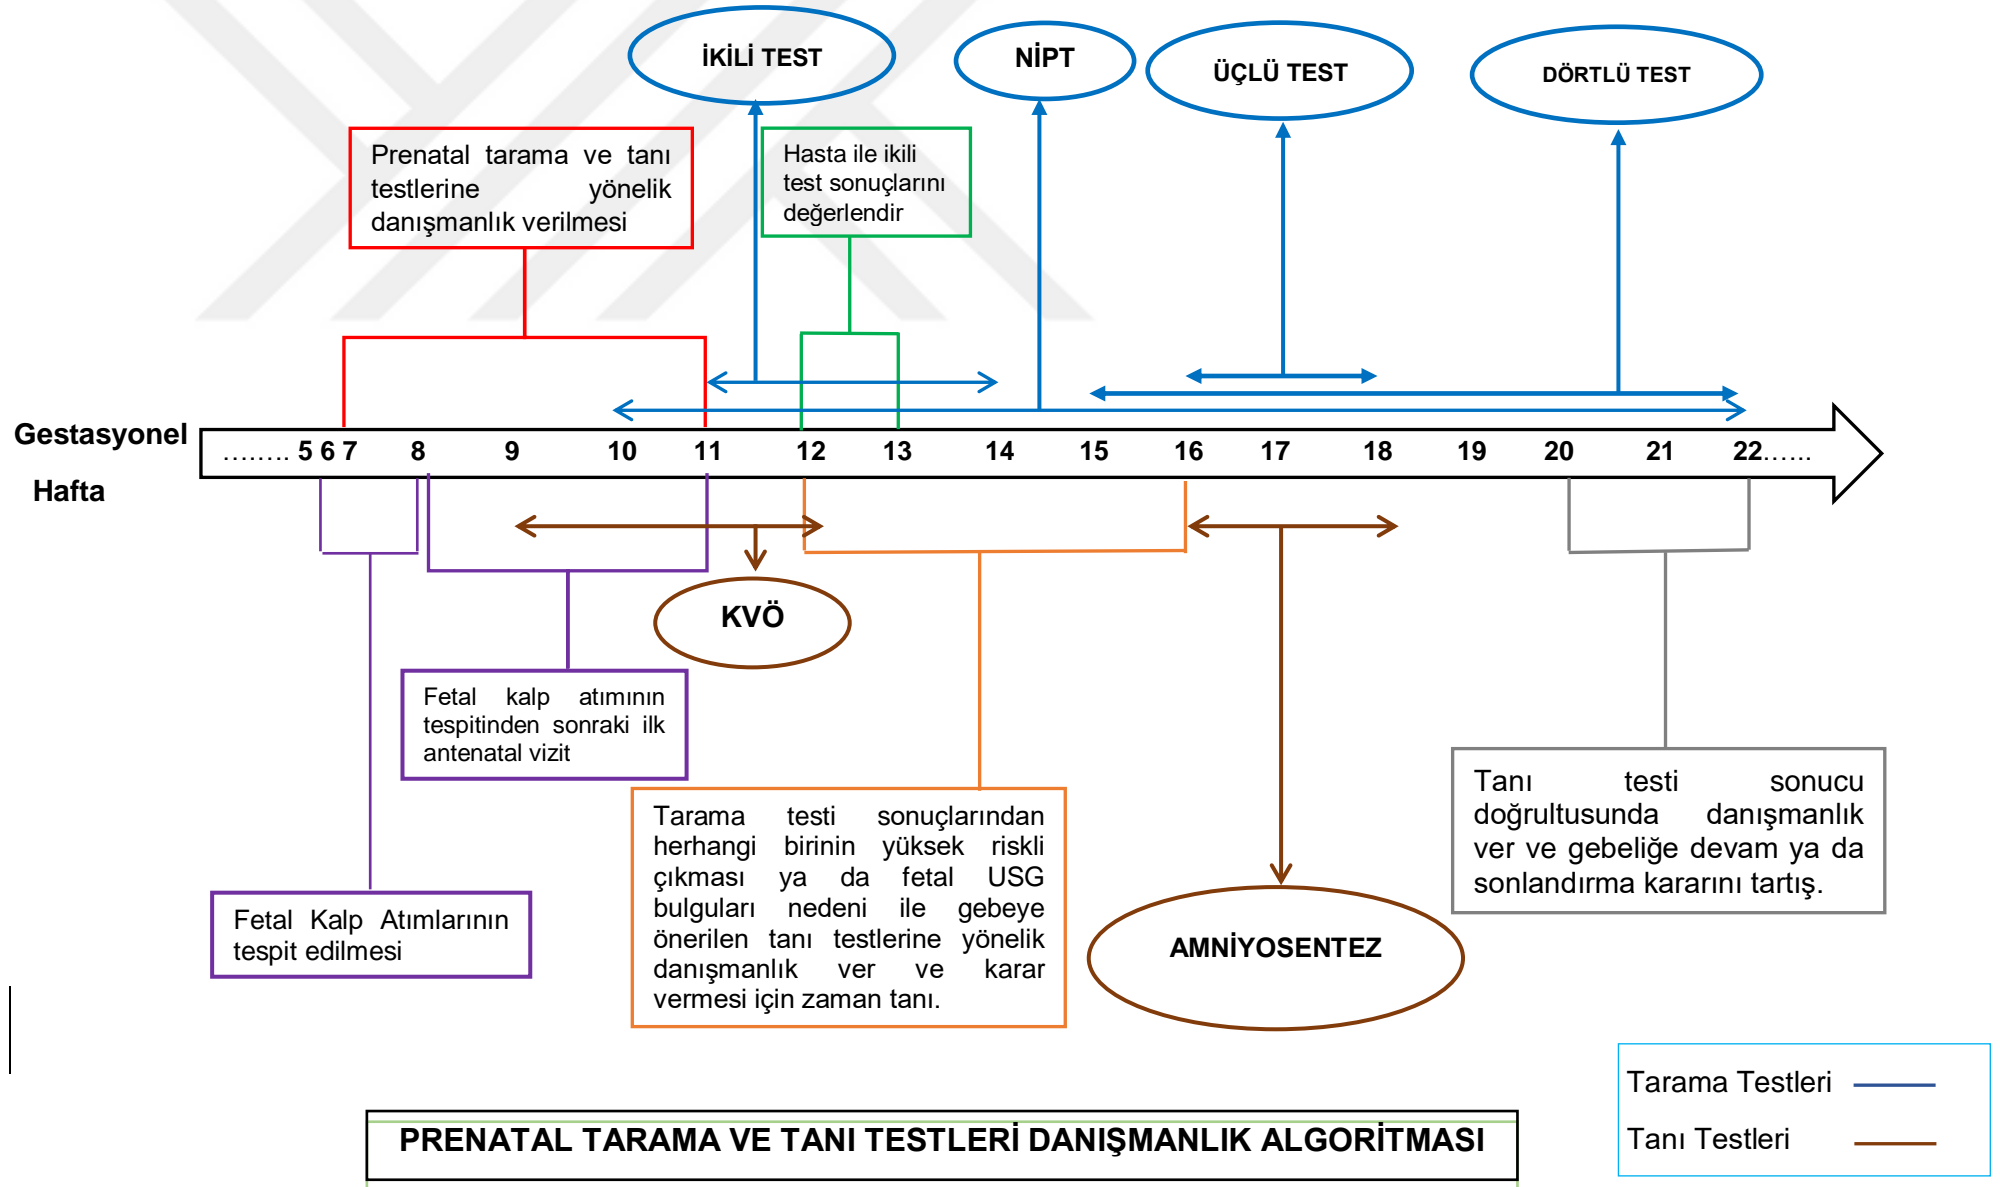 İKİLİ TEST
NİPT
ÜÇLÜ TEST
DÖRTLÜ TEST
Prenatal tarama ve tanı
testlerine yönelik
danışmanlık verilmesi
Hasta ile ikili
test sonuçlarını
değerlendir
Gestasyonel
Hafta
…….. 5 6 7 8 9 10 11 12 13 14 15 16 17 18 19 20 21 22……
KVÖ
Fetal kalp atımının
tespitinden sonraki ilk
antenatal vizit
Fetal Kalp Atımlarının
tespit edilmesi
Tarama testi sonuçlarından
herhangi birinin yüksek riskli
çıkması ya da fetal USG
bulguları nedeni ile gebeye
önerilen tanı testlerine yönelik
danışmanlık ver ve karar
vermesi için zaman tanı.
AMNİYOSENTEZ
Tanı testi sonucu
doğrultusunda danışmanlık
ver ve gebeliğe devam ya da
sonlandırma kararını tartış.
Tarama Testleri
Tanı Testleri
PRENATAL TARAMA VE TANI TESTLERİ DANIŞMANLIK ALGORİTMASI